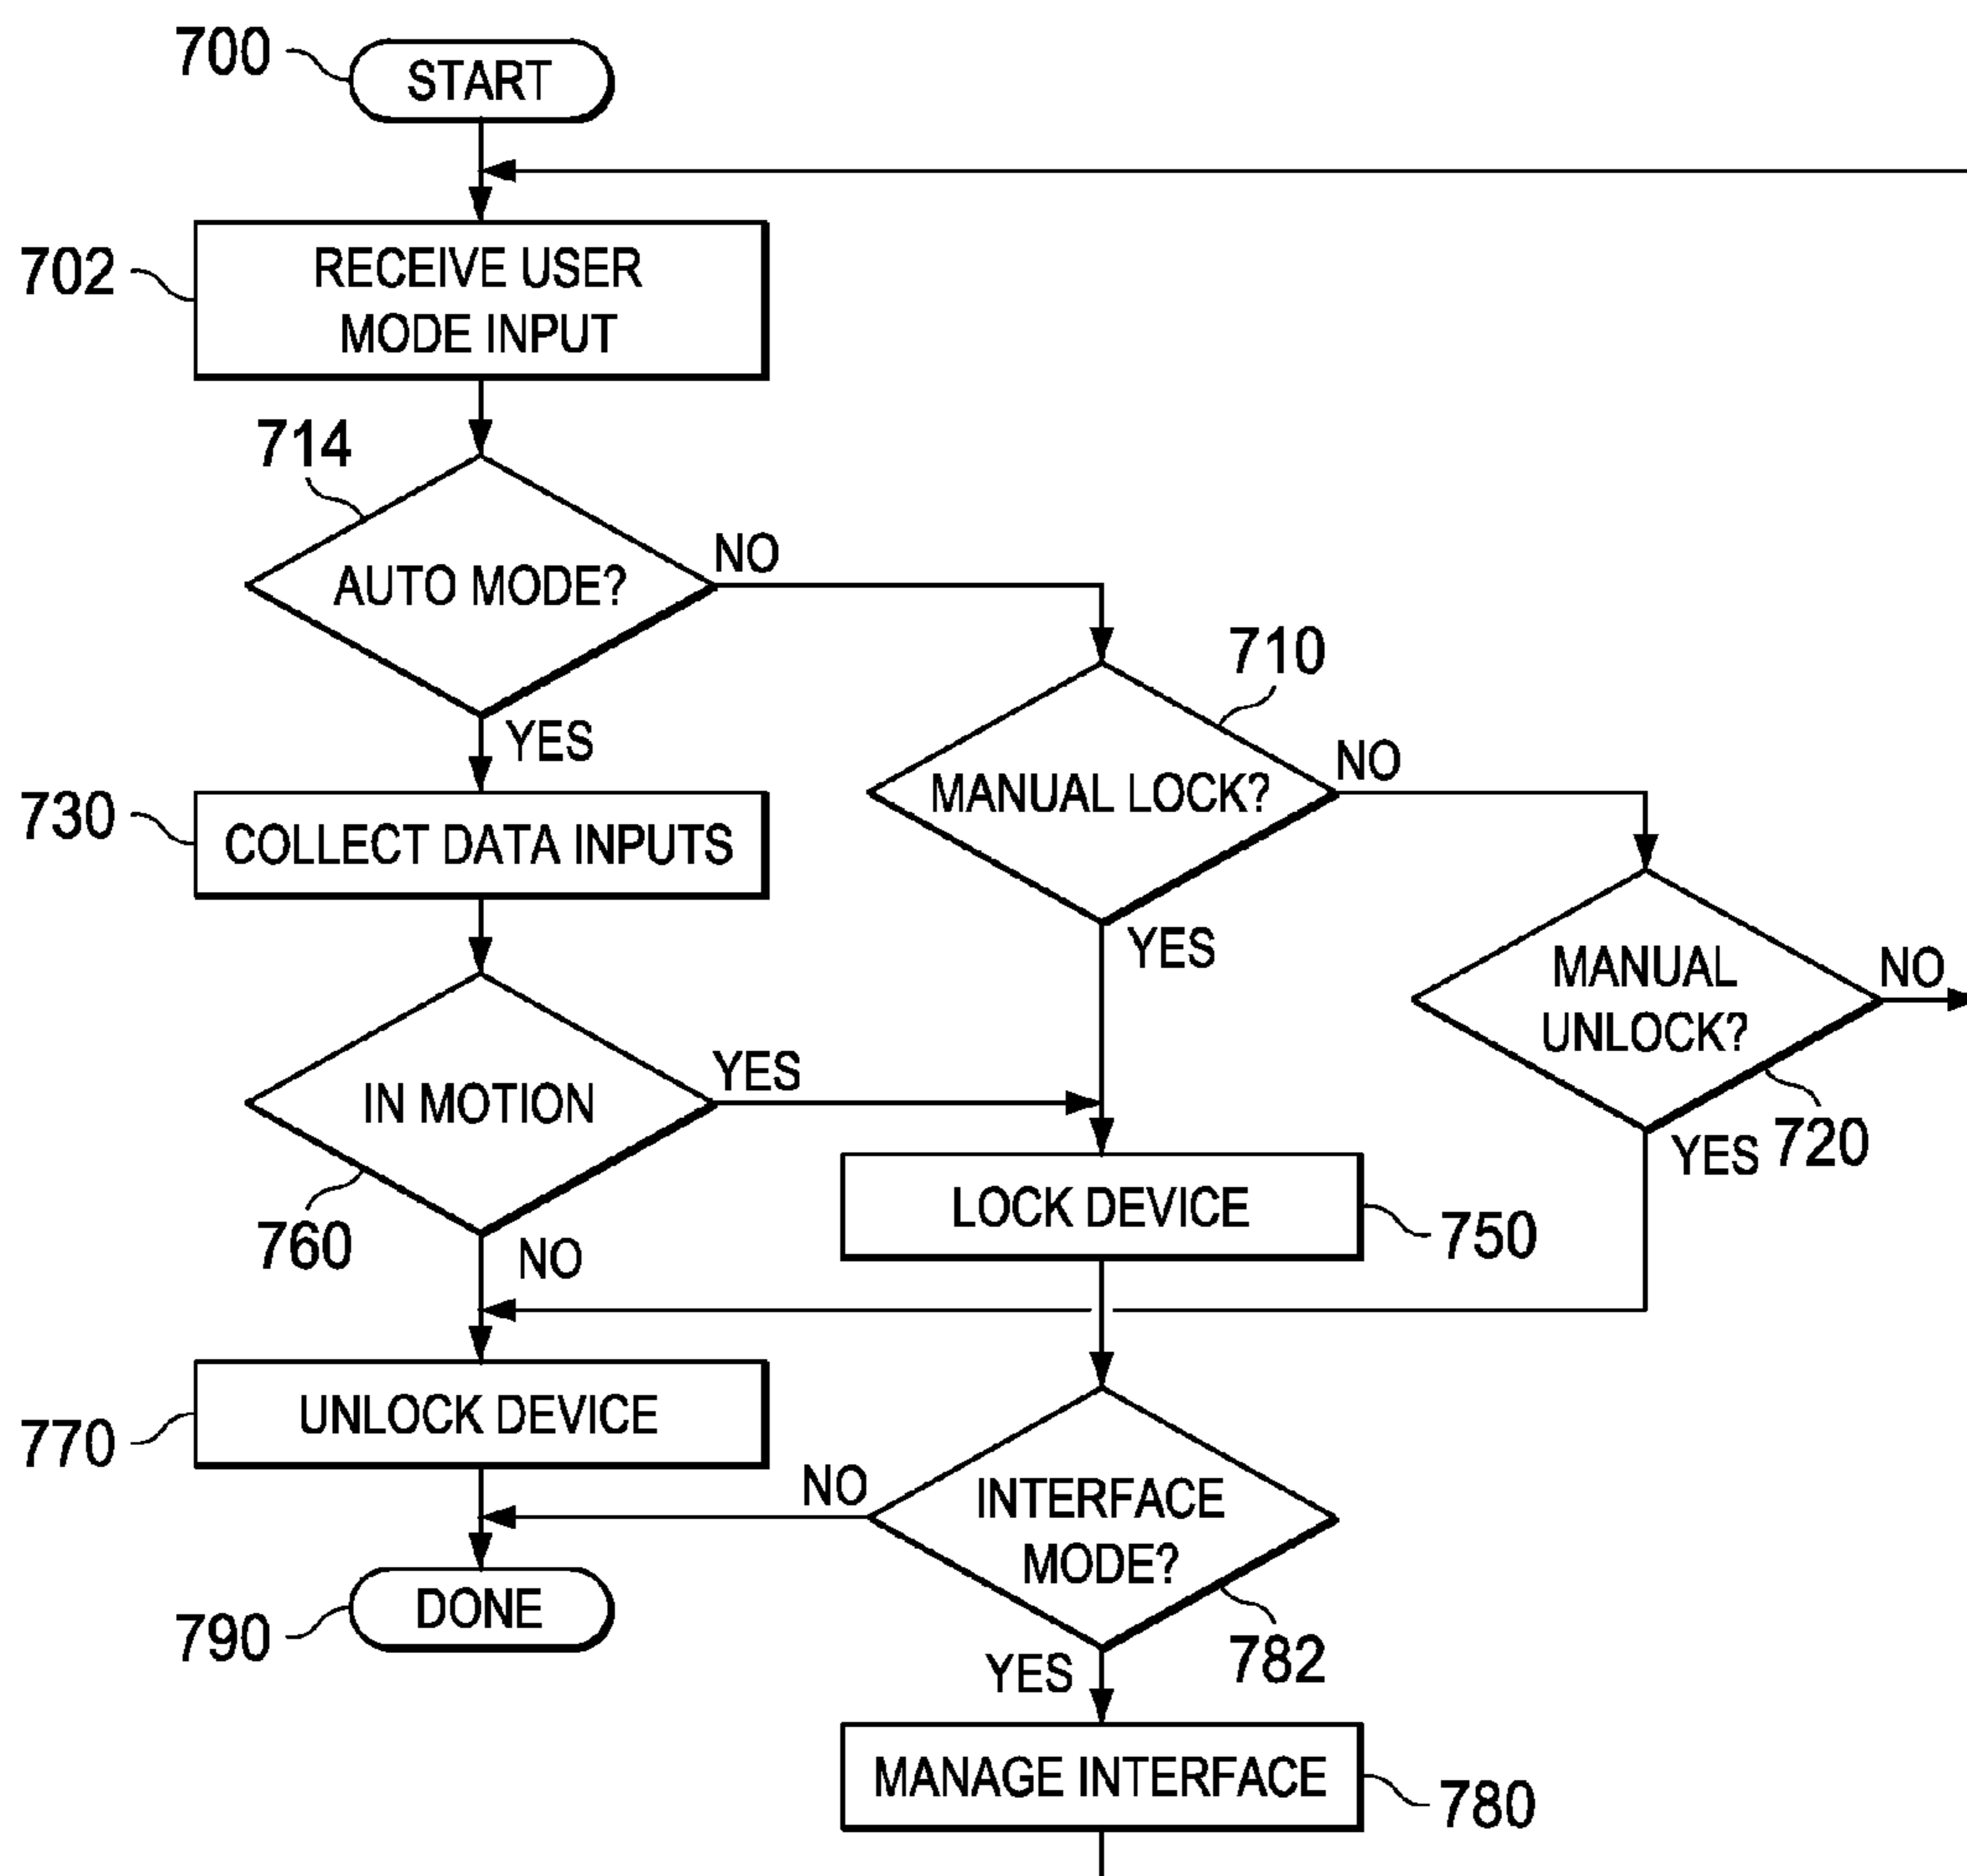 700
START
702
RECEIVE USER
MODE INPUT
714
AUTO MODE?
NO
YES
710
MANUAL LOCK?
NO
YES
730
COLLECT DATA INPUTS
MANUAL
UNLOCK?
NO
YES
720
IN MOTION
YES
760
NO
LOCK DEVICE
750
770
UNLOCK DEVICE
INTERFACE
MODE?
NO
782
YES
790
DONE
MANAGE INTERFACE
780